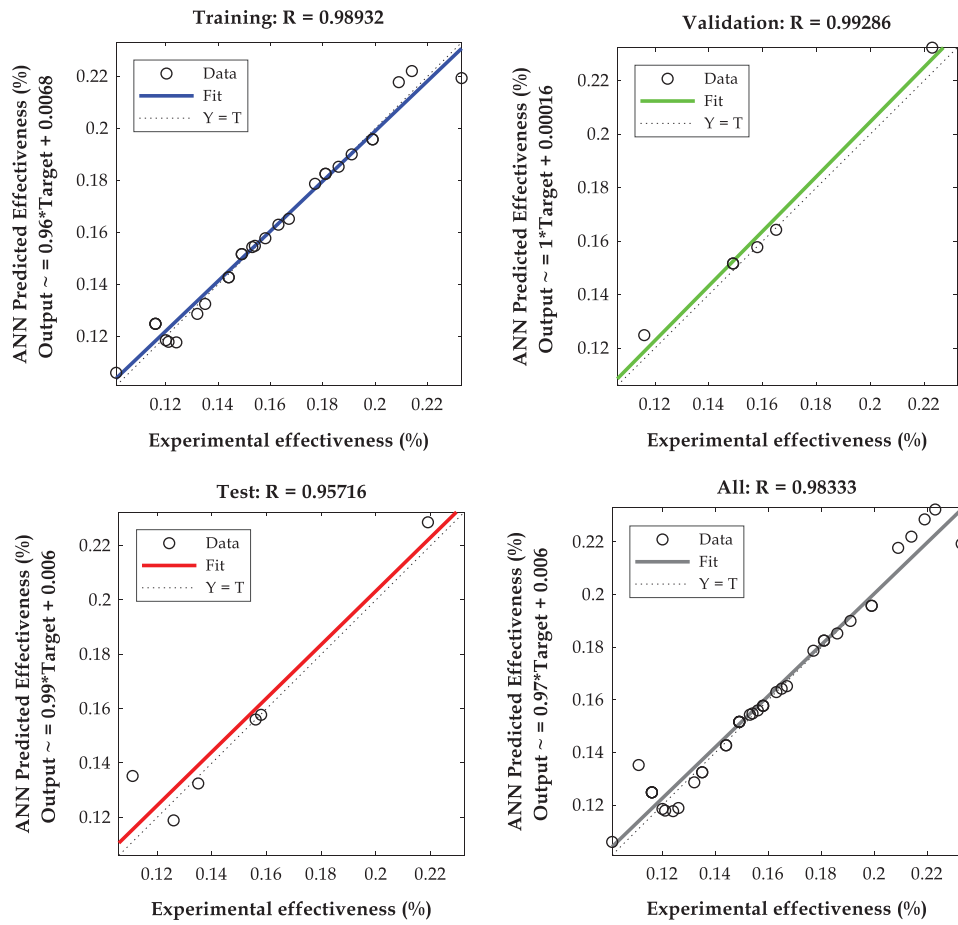 Training: R = 0.98932
ANN Predicted Effectiveness (%)
Output ~ = 0.96*Target + 0.0068
0.22
0.2
0.18
0.16
0.14
0.12
Data
Fit
Y = T
0.12 0.14 0.16 0.18 0.2 0.22
Experimental effectiveness (%)
Validation: R = 0.99286
ANN Predicted Effectiveness (%)
Output ~ = 1*Target + 0.00016
0.22
0.2
0.18
0.16
0.14
0.12
Data
Fit
Y = T
0.12 0.14 0.16 0.18 0.2 0.22
Experimental effectiveness (%)
Test: R = 0.95716
ANN Predicted Effectiveness (%)
Output ~ = 0.99*Target + 0.006
0.22
0.2
0.18
0.16
0.14
0.12
Data
Fit
Y = T
0.12 0.14 0.16 0.18 0.2 0.22
Experimental effectiveness (%)
All: R = 0.98333
ANN Predicted Effectiveness (%)
Output ~ = 0.97*Target + 0.006
0.22
0.2
0.18
0.16
0.14
0.12
Data
Fit
Y = T
0.12 0.14 0.16 0.18 0.2 0.22
Experimental effectiveness (%)